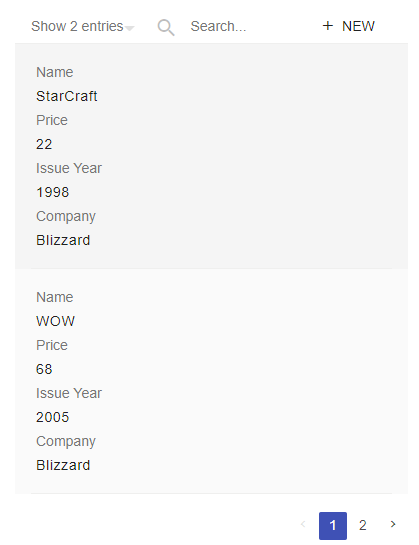 Show 2 entries Search... + NEW
Name
StarCraft
Price
22
Issue Year
1998
Company
Blizzard
Name
WOW
Price
68
Issue Year
2005
Company
Blizzard
‹ 1 2 ›